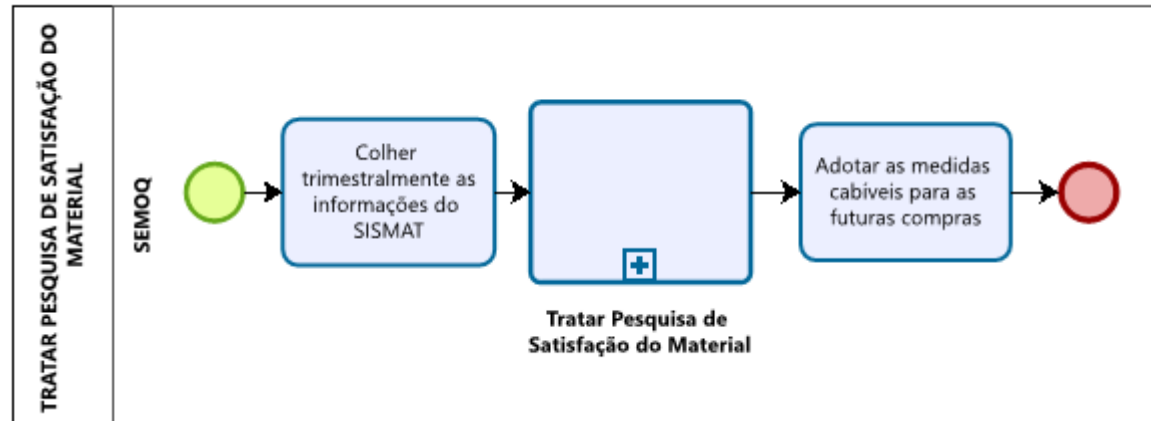 TRATAR PESQUISA DE SATISFAÇÃO DO
MATERIAL
SEMOQ
Colher
trimestralmente as
informações do
SISMAT
Tratar Pesquisa de
Satisfação do Material
Adotar as medidas
cabiveis para as
futuras compras